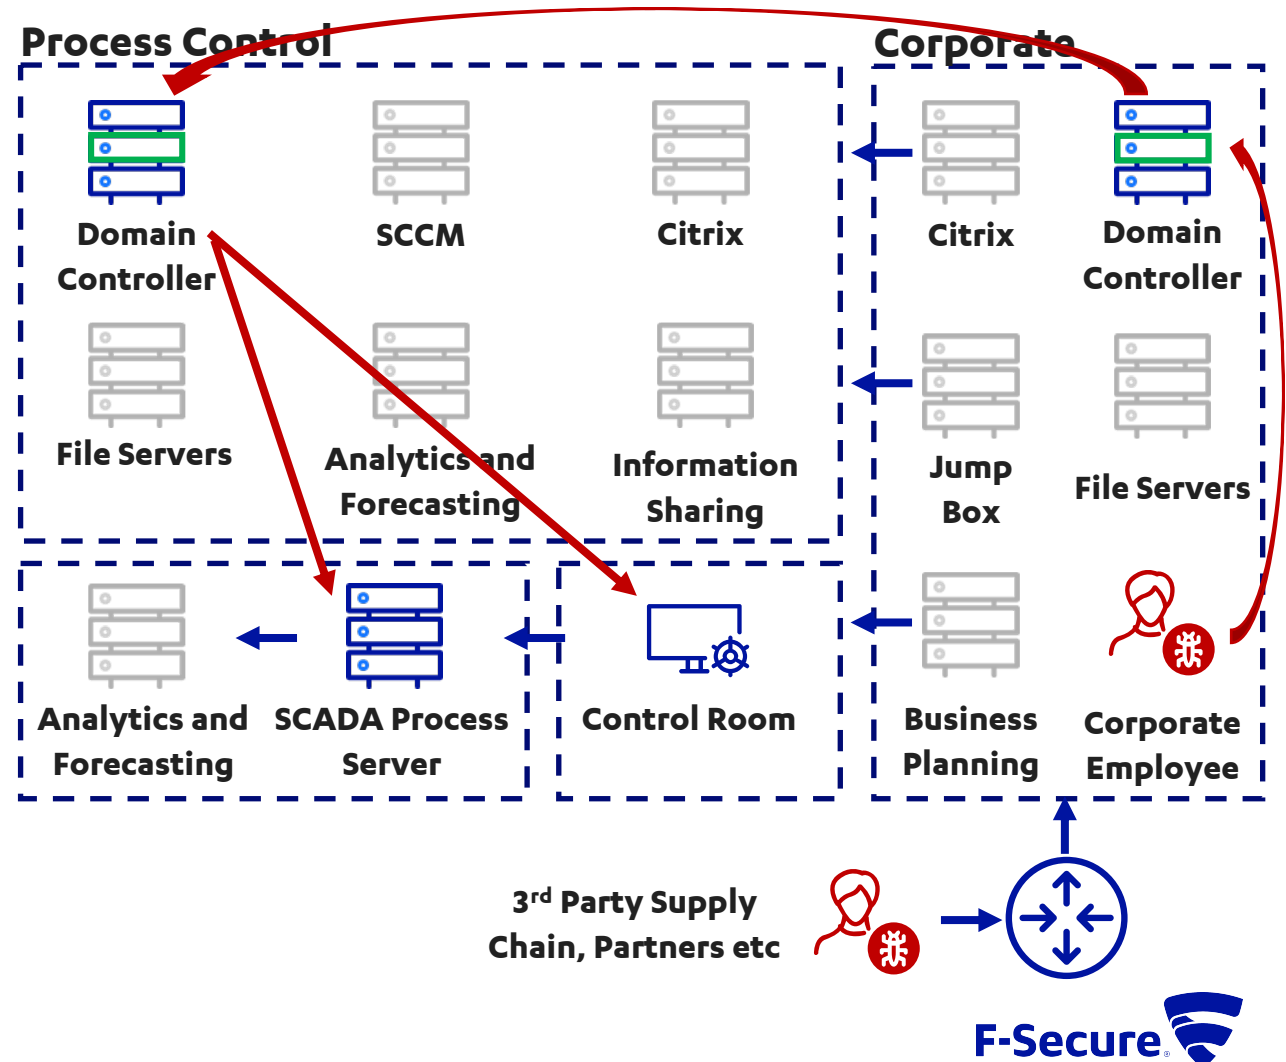 Process Control
Corporate
Domain
Controller
SCCM
Citrix
Citrix
Domain
Controller
File Servers
Analytics and
Forecasting
Information
Sharing
Jump
Box
File Servers
Analytics and
Forecasting
SCADA Process
Server
Control Room
Business
Planning
Corporate
Employee
3rd Party Supply
Chain, Partners etc
F-Secure®